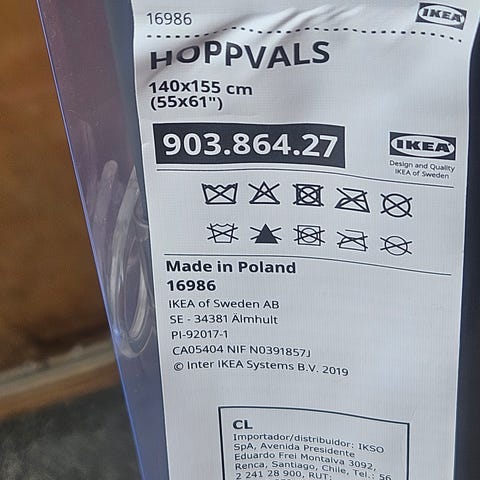 16986
IKEA
HOPPVALS
140x155 cm
(55x61")
903.864.27
IKEA
Design and Quality
IKEA of Sweden
Made in Poland
16986
IKEA of Sweden AB
SE - 34381 Älmhult
PI-92017-1
CA05404 NIF N0391857J
© Inter IKEA Systems B.V. 2019
CL
Importador/distribuidor: IKSO
SpA, Avenida Presidente
Eduardo Frei Montalva 3092,
Renca, Santiago, Chile, Tel.: 56
2 241 28 900, RUT: